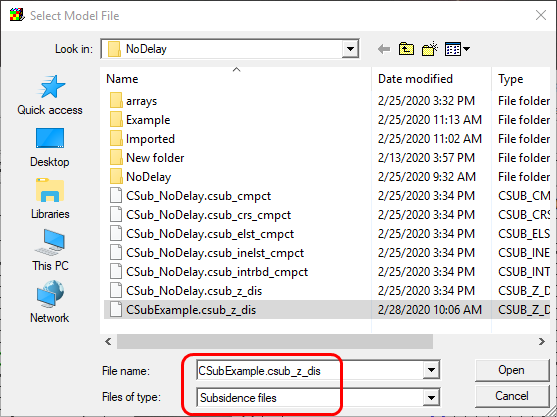 Select Model File
Look in: NoDelay
Name Date modified Type
arrays 2/25/2020 3:32 PM File folder
Example 2/25/2020 11:13 AM File folder
Imported 2/25/2020 11:02 AM File folder
New folder 2/13/2020 3:57 PM File folder
NoDelay 2/25/2020 9:32 AM File folder
CSub_NoDelay.csub_cmpct 2/25/2020 3:34 PM CSUB_CMP
CSub_NoDelay.csub_crs_cmpct 2/25/2020 3:34 PM CSUB_CRS
CSub_NoDelay.csub_elst_cmpct 2/25/2020 3:34 PM CSUB_ELS
CSub_NoDelay.csub_inelst_cmpct 2/25/2020 3:34 PM CSUB_INE
CSub_NoDelay.csub_intrbd_cmpct 2/25/2020 3:34 PM CSUB_INT
CSub_NoDelay.csub_z_dis 2/25/2020 3:34 PM CSUB_Z_D
CSubExample.csub_z_dis 2/28/2020 10:06 AM CSUB_Z_D
Quick access
Desktop
Libraries
This PC
Network
File name: CSubExample.csub_z_dis Open
Files of type: Subsidence files Cancel